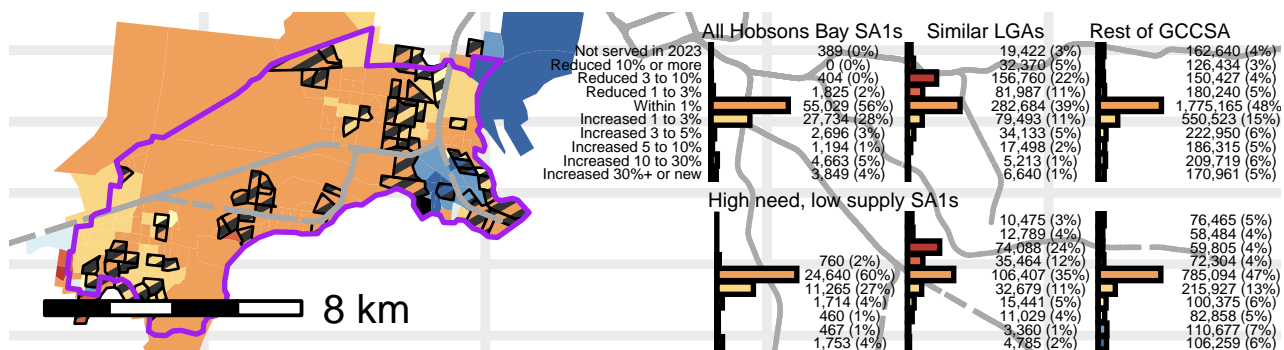 All Hobsons Bay SA1s Similar LGAs Rest of GCCSA
Not served in 2023 389 (0%) 19,422 (3%) 162,640 (4%)
Reduced 10% or more 0 (0%) 32,370 (5%) 126,434 (3%)
Reduced 3 to 10% 404 (0%) 156,760 (22%) 150,427 (4%)
Reduced 1 to 3% 1,825 (2%) 81,987 (11%) 180,240 (5%)
Within 1% 55,029 (56%) 282,684 (39%) 1,775,165 (48%
Increased 1 to 3% 27,734 (28%) 79,493 (11%) 550,523 (15%)
Increased 3 to 5% 2,696 (3%) 34,133 (5%) 222,950 (6%)
Increased 5 to 10% 1,194 (1%) 17,498 (2%) 186,315 (5%)
Increased 10 to 30% 4,663 (5%) 5,213 (1%) 209,719 (6%)
Increased 30%+ or new 3,849 (4%) 6,640 (1%) 170,961 (5%)
High need, low supply SA1s
10,475 (3%) 76,465 (5%)
12,789 (4%) 58,484 (4%)
74,088 (24%) 59,805 (4%)
760 (2%) 35,464 (12%) 72,304 (4%)
24,640 (60%) 106,407 (35%) 785,094 (47%)
11,265 (27%) 32,679 (11%) 215,927 (13%)
1,714 (4%) 15,441 (5%) 100,375 (6%)
460 (1%) 11,029 (4%) 82,858 (5%)
467 (1%) 3,360 (1%) 110,677 (7%)
1,753 (4%) 4,785 (2%) 106,259 (6%)
8 km